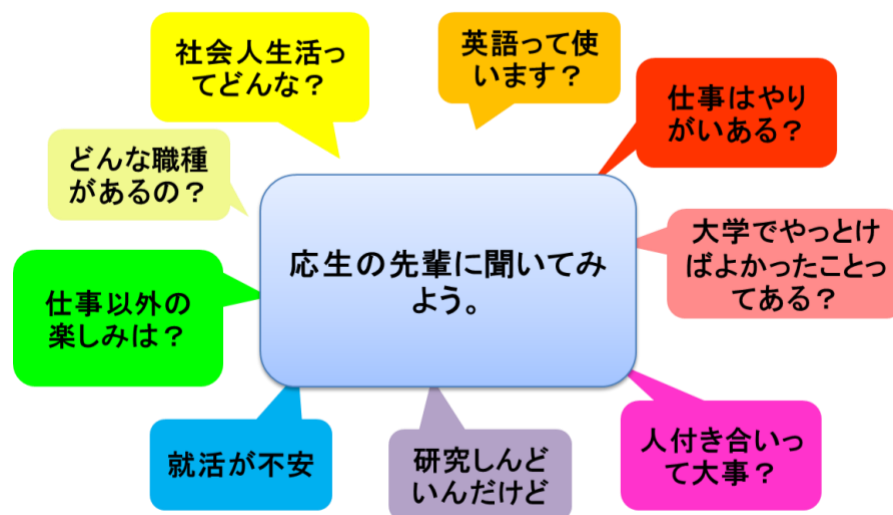 社会人生活っ
てどんな？
英語って使
います？
仕事はやり
がいある？
どんな職種
があるの？
応生の先輩に聞いてみ
よう。
大学でやっとけ
ばよかったことっ
てある？
仕事以外の
楽しみは？
就活が不安
研究しんど
いんだけど
人付き合いっ
て大事？